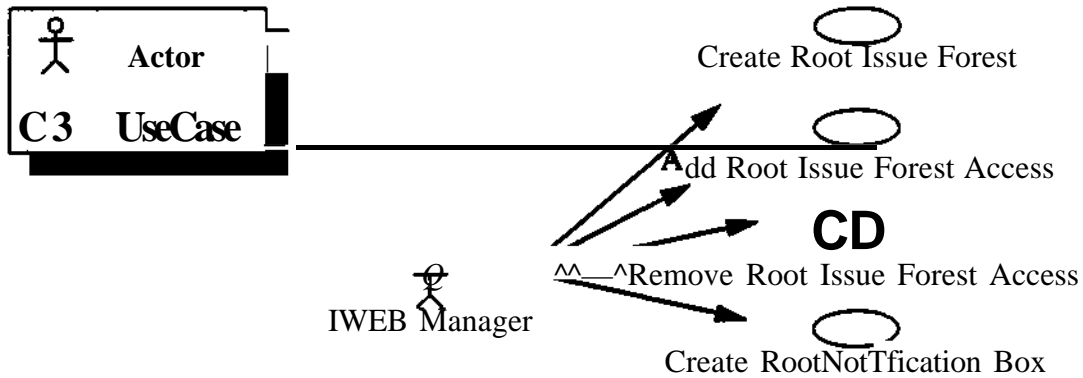 Actor
C3 UseCase
Create Root Issue Forest
Add Root Issue Forest Access
CD
^^—^Remove Root Issue Forest Access
IWEB Manager
Create RootNotTfication Box